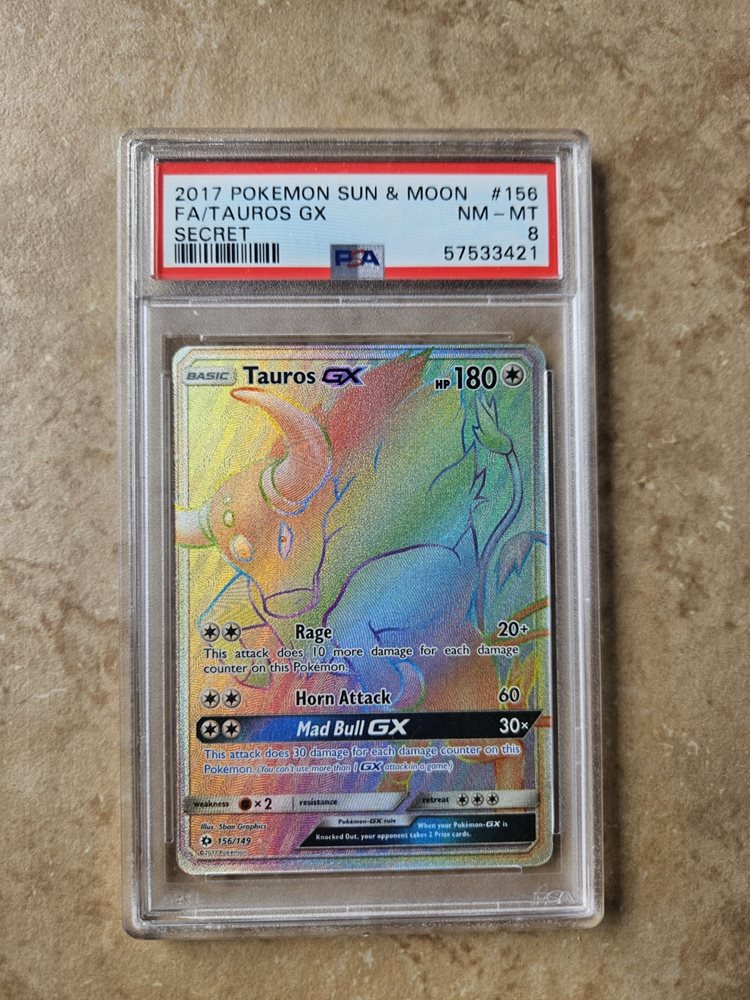 2017 POKEMON SUN & MOON #156
FA/TAUROS GX NM-MT
SECRET 8
PSA 57533421
BASIC Tauros GX HP 180
Rage 20+
This attack does 10 more damage for each damage
counter on this Pokémon.
Horn Attack 60
Mad Bull GX 30×
This attack does 30 damage for each damage counter on this
Pokémon. (You can't use more than 1 GX attack in a game.)
weakness ×2 resistance retreat
Pokémon-GX rule When your Pokémon-GX is
Knocked Out, your opponent takes 2 Prize cards.
Illus. 5ban Graphics
156/149
©2017 Pokémon
PSA